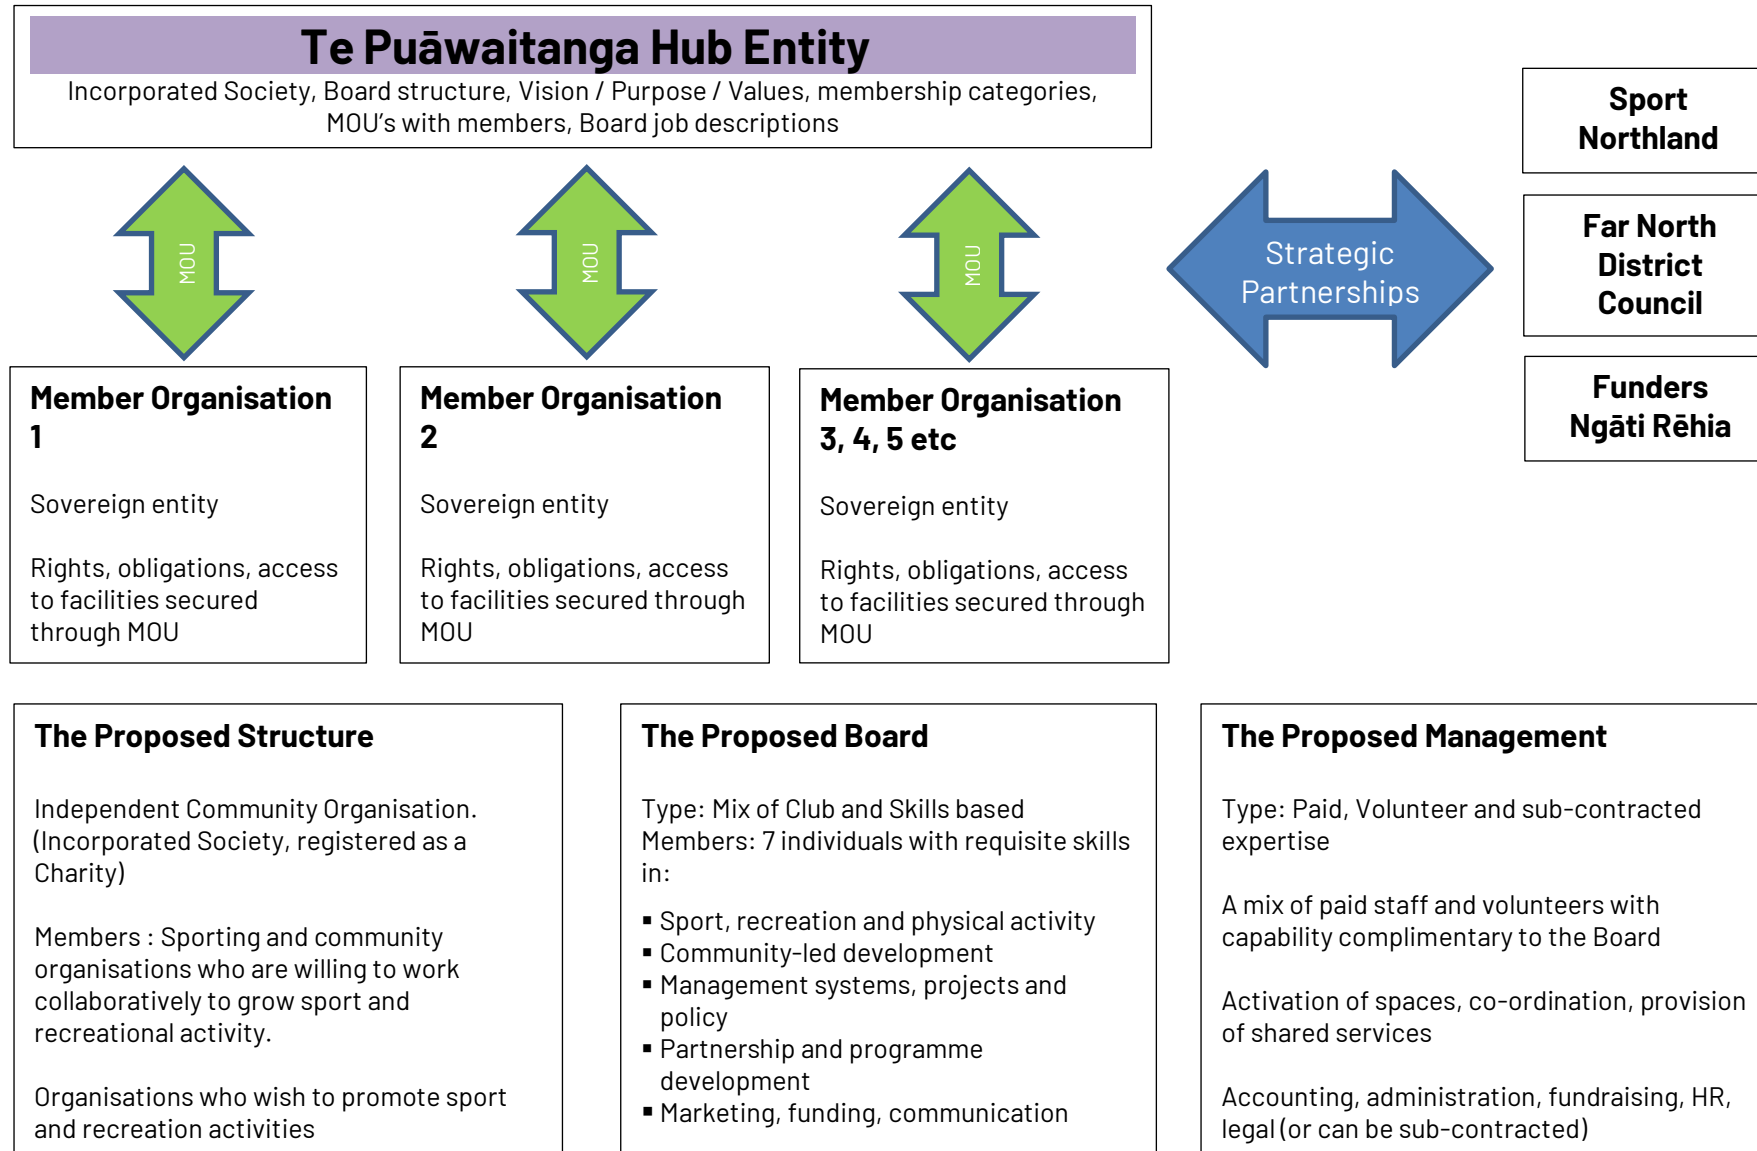 Te Puāwaitanga Hub Entity
Incorporated Society, Board structure, Vision / Purpose / Values, membership categories,
MOU's with members, Board job descriptions
MOU
MOU
MOU
Strategic
Partnerships
Sport
Northland
Far North
District
Council
Funders
Ngāti Rēhia
Member Organisation
1
Sovereign entity
Rights, obligations, access
to facilities secured
through MOU
Member Organisation
2
Sovereign entity
Rights, obligations, access
to facilities secured through
MOU
Member Organisation
3, 4, 5 etc
Sovereign entity
Rights, obligations, access
to facilities secured through
MOU
The Proposed Structure
Independent Community Organisation.
(Incorporated Society, registered as a
Charity)
Members : Sporting and community
organisations who are willing to work
collaboratively to grow sport and
recreational activity.
Organisations who wish to promote sport
and recreation activities
The Proposed Board
Type: Mix of Club and Skills based
Members: 7 individuals with requisite skills
in:
▪ Sport, recreation and physical activity
▪ Community-led development
▪ Management systems, projects and
policy
▪ Partnership and programme
development
▪ Marketing, funding, communication
The Proposed Management
Type: Paid, Volunteer and sub-contracted
expertise
A mix of paid staff and volunteers with
capability complimentary to the Board
Activation of spaces, co-ordination, provision
of shared services
Accounting, administration, fundraising, HR,
legal (or can be sub-contracted)